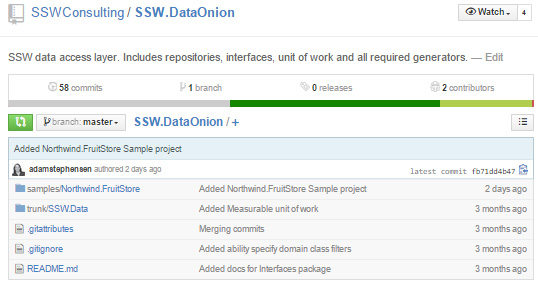 SSWConsulting / SSW.DataOnion
Watch 4
SSW data access layer. Includes repositories, interfaces, unit of work and all required generators. — Edit
58 commits 1 branch 0 releases 2 contributors
branch: master SSW.DataOnion / +
Added Northwind.FruitStore Sample project
adamstephensen authored 2 days ago latest commit fb71dd4b47
samples/Northwind.FruitStore Added Northwind.FruitStore Sample project 2 days ago
trunk/SSW.Data Added Measurable unit of work 3 months ago
.gitattributes Merging commits 3 months ago
.gitignore Added ability specify domain class filters 3 months ago
README.md Added docs for Interfaces package 3 months ago